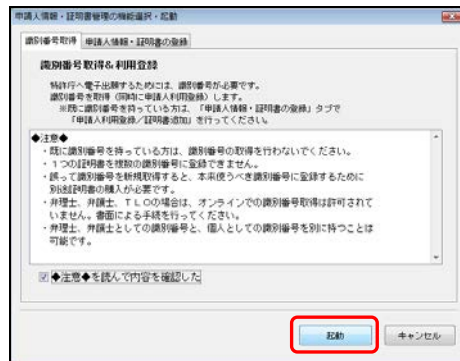 申請人情報・証明書管理の機能選択・起動
識別番号取得 申請人情報・証明書の登録
識別番号取得&利用登録
特許庁へ電子出願するためには、識別番号が必要です。
識別番号を取得（同時に申請人利用登録）します。
※既に識別番号を持っている方は、「申請人情報・証明書の登録」タブで
「申請人利用登録／証明書追加」を行ってください。
◆注意◆
・既に識別番号を持っている方は、識別番号の取得を行わないでください。
・１つの証明書を複数の識別番号に登録できません。
・誤って識別番号を新規取得すると、本来使うべき識別番号に登録するために
別途証明書の購入が必要です。
・弁理士、弁護士、ＴＬＯの場合は、オンラインでの識別番号取得は許可されて
いません。書面による手続を行ってください。
・弁理士、弁護士としての識別番号と、個人としての識別番号を別に持つことは
可能です。
◆注意◆を読んで内容を確認した
起動 キャンセル